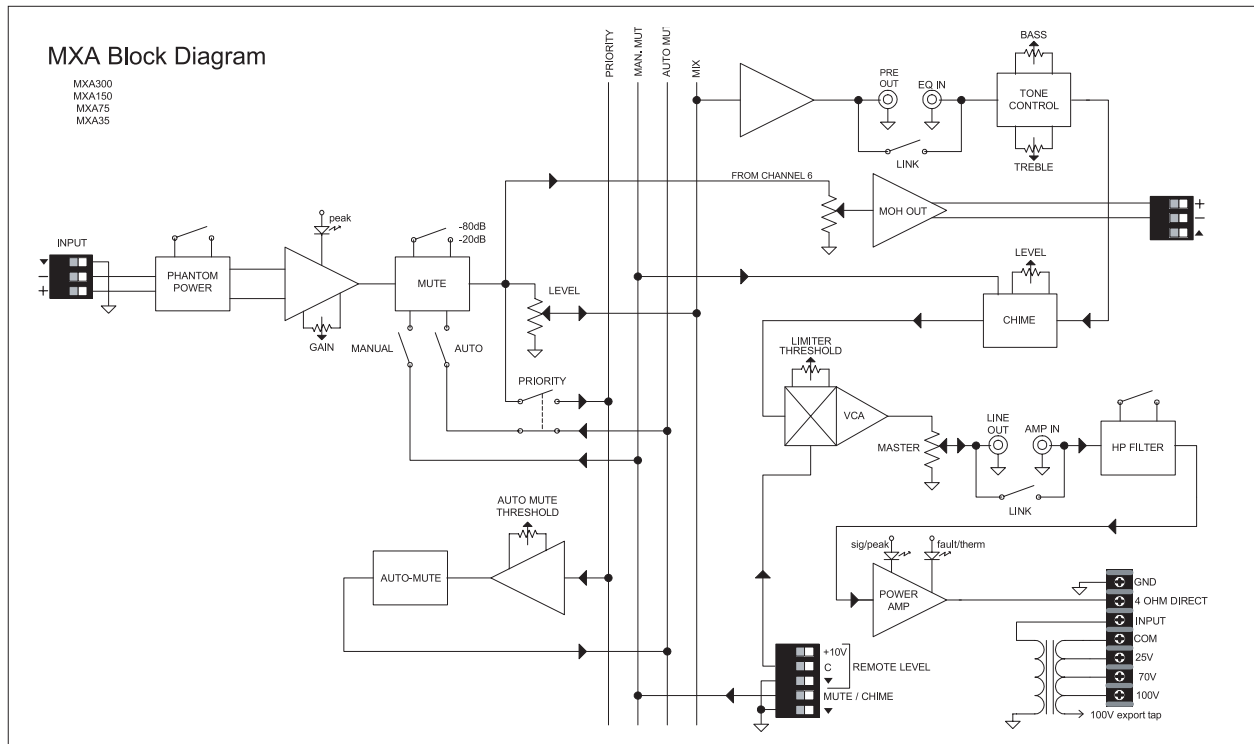 MXA Block Diagram
MXA300
MXA150
MXA75
MXA35
PRIORITY
MAN. MUT
AUTO MUT
MIX
BASS
PRE
OUT
EQ IN
TONE
CONTROL
LINK
TREBLE
FROM CHANNEL 6
MOH OUT
+
−
INPUT
−
+
PHANTOM
POWER
peak
GAIN
-80dB
-20dB
MUTE
LEVEL
MANUAL
AUTO
PRIORITY
LEVEL
CHIME
LIMITER
THRESHOLD
VCA
MASTER
LINE
OUT
AMP IN
LINK
HP FILTER
AUTO MUTE
THRESHOLD
AUTO-MUTE
sig/peak
fault/therm
POWER
AMP
GND
4 OHM DIRECT
INPUT
COM
25V
70V
100V
100V export tap
+10V
C
REMOTE LEVEL
MUTE / CHIME